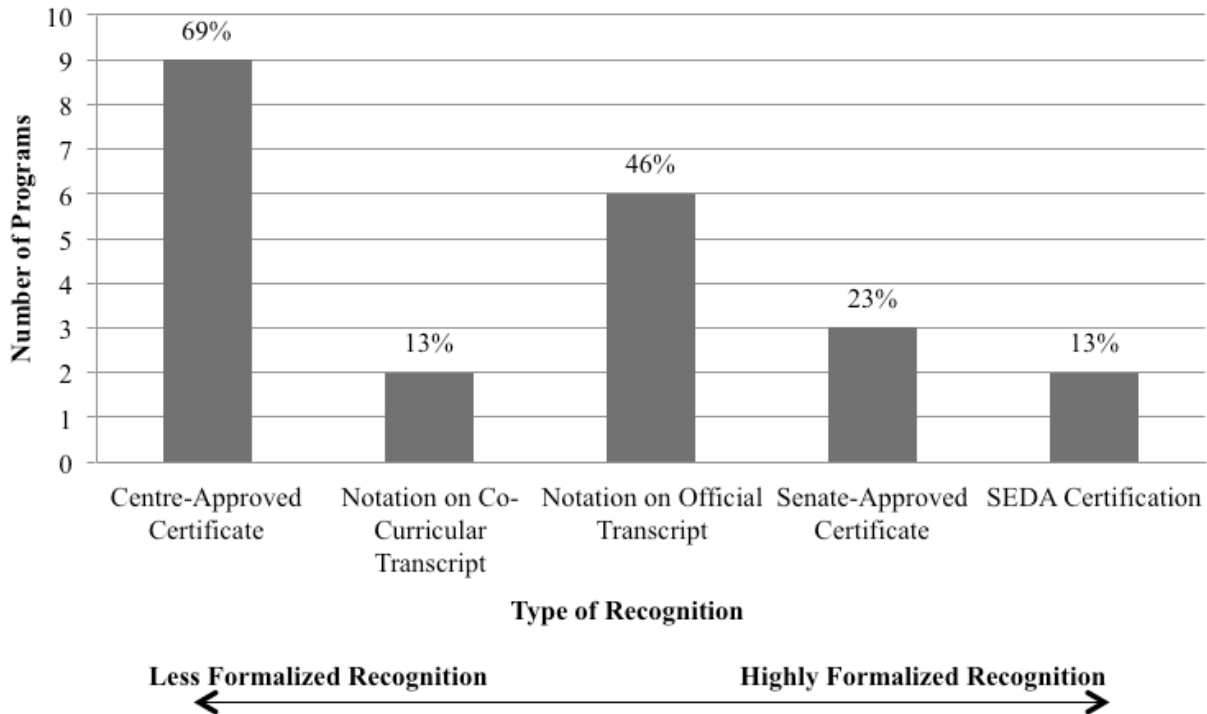 10
69%
9
8
7
46%
6
5
4
23%
3
13%
13%
2
1
0
Number of Programs
Centre-Approved
Certificate
Notation on Co-
Curricular
Transcript
Notation on Official
Transcript
Senate-Approved
Certificate
SEDA Certification
Type of Recognition
Less Formalized Recognition
Highly Formalized Recognition